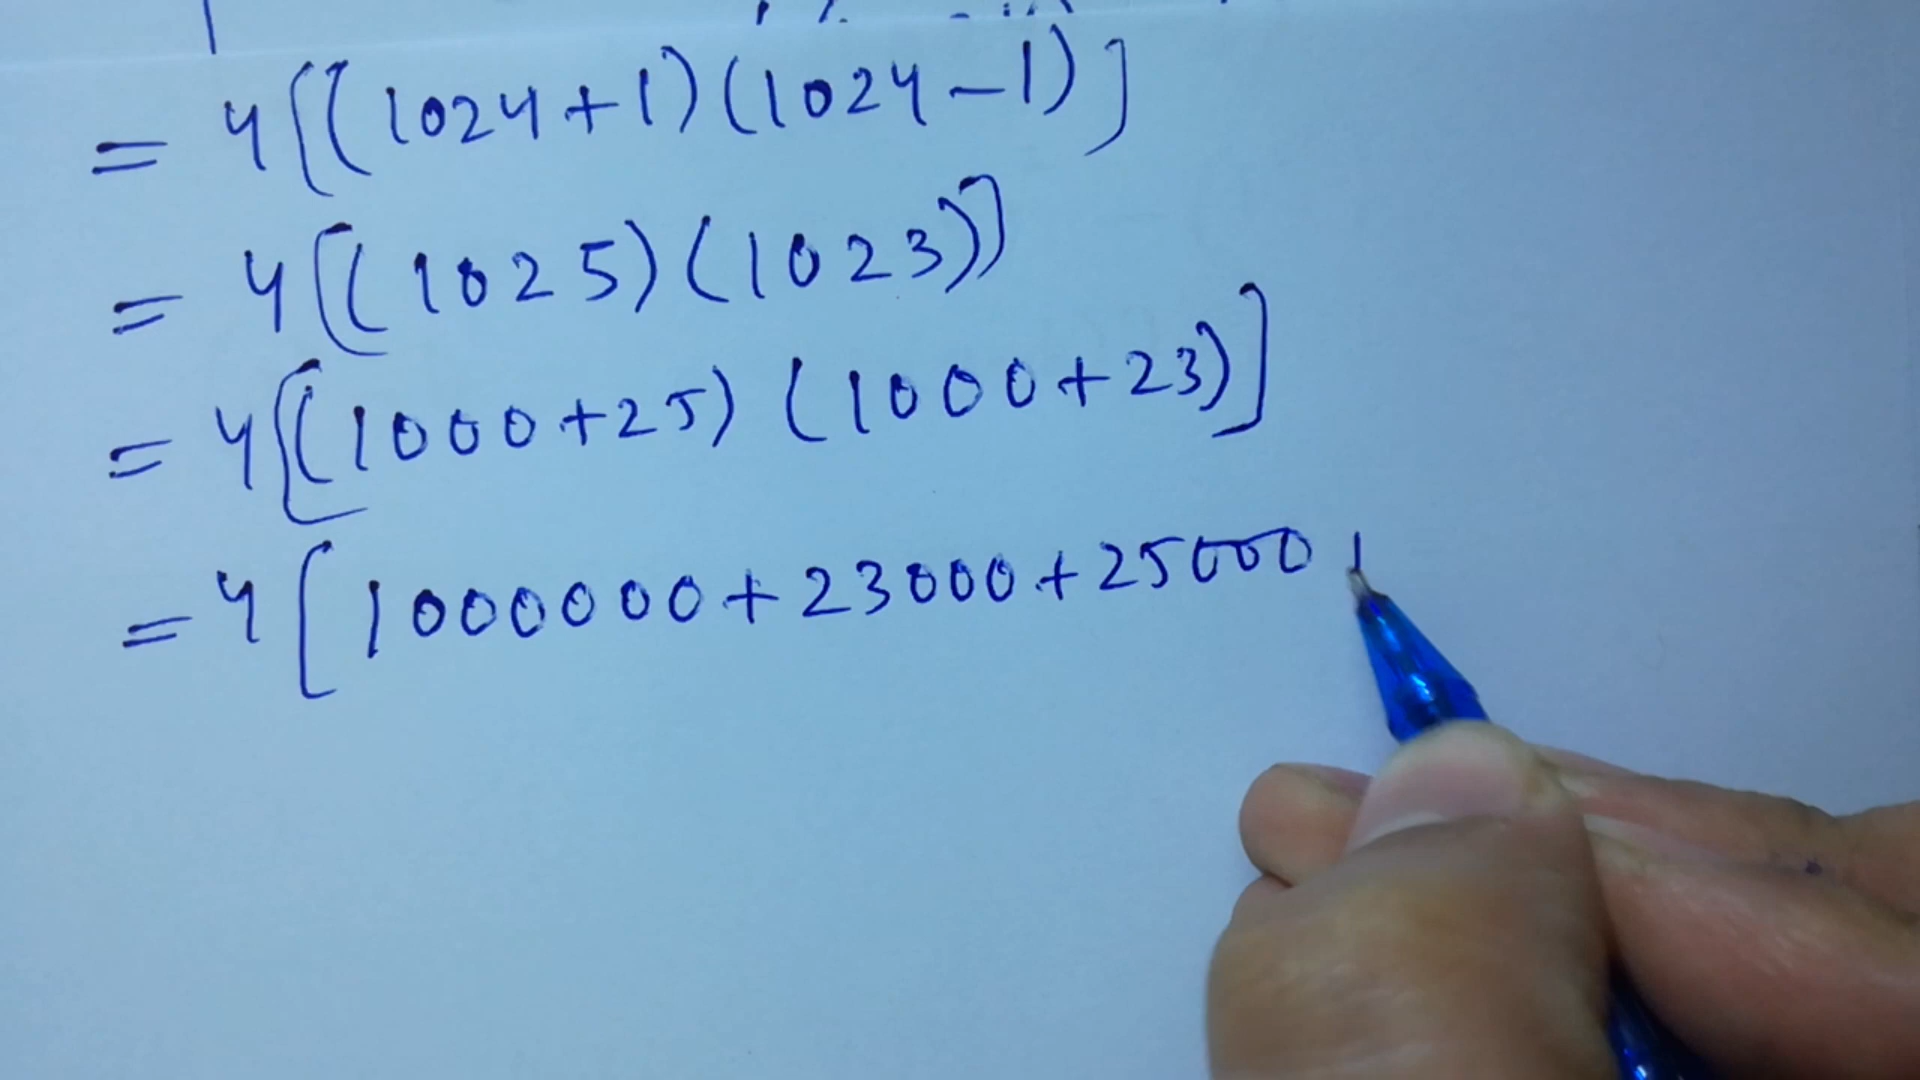 = 4[(1024+1)(1024-1)]
= 4[(1025)(1023)]
= 4[(1000+25)(1000+23)]
= 4[1000000+23000+25000